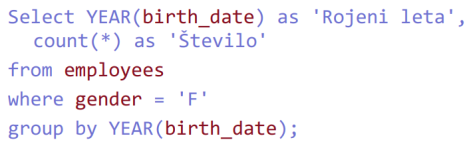 Select YEAR(birth_date) as 'Rojeni leta',
count(*) as 'Število'
from employees
where gender = 'F'
group by YEAR(birth_date);